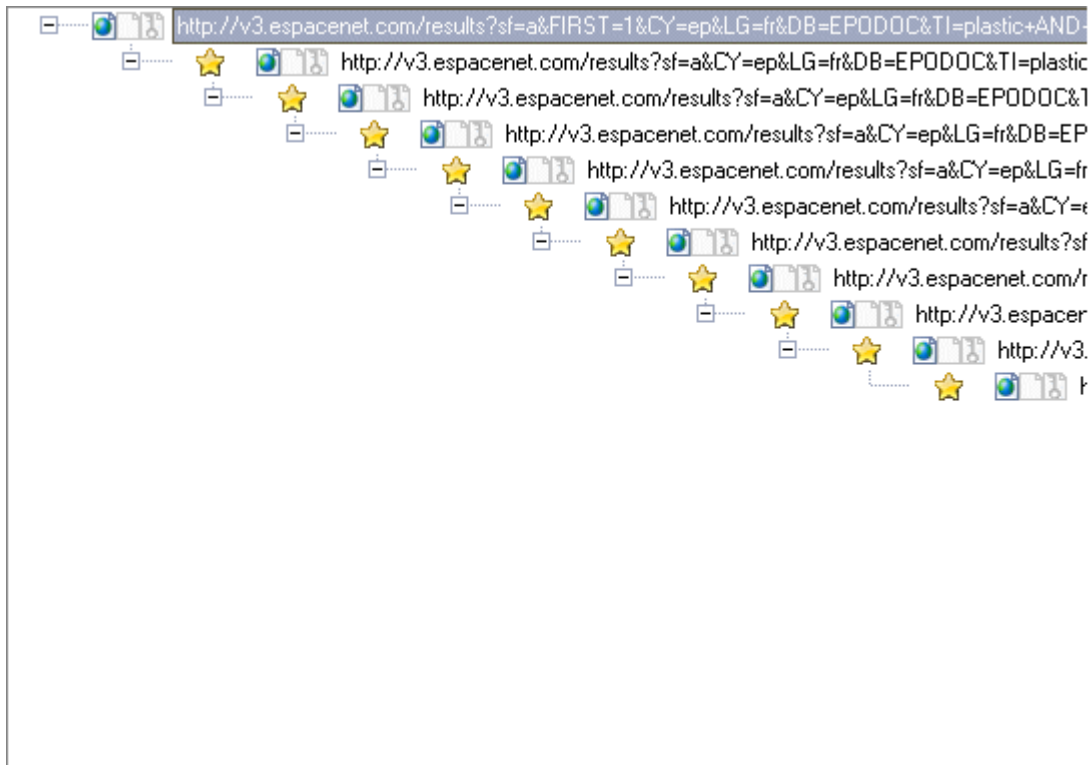 http://v3.espacenet.com/results?sf=a&FIRST=1&CY=ep&LG=fr&DB=EPODOC&TI=plastic+AND+
http://v3.espacenet.com/results?sf=a&CY=ep&LG=fr&DB=EPODOC&TI=plastic
http://v3.espacenet.com/results?sf=a&CY=ep&LG=fr&DB=EPODOC&T
http://v3.espacenet.com/results?sf=a&CY=ep&LG=fr&DB=EP
http://v3.espacenet.com/results?sf=a&CY=ep&LG=fr
http://v3.espacenet.com/results?sf=a&CY=e
http://v3.espacenet.com/results?sf
http://v3.espacenet.com/r
http://v3.espacer
http://v3.
h